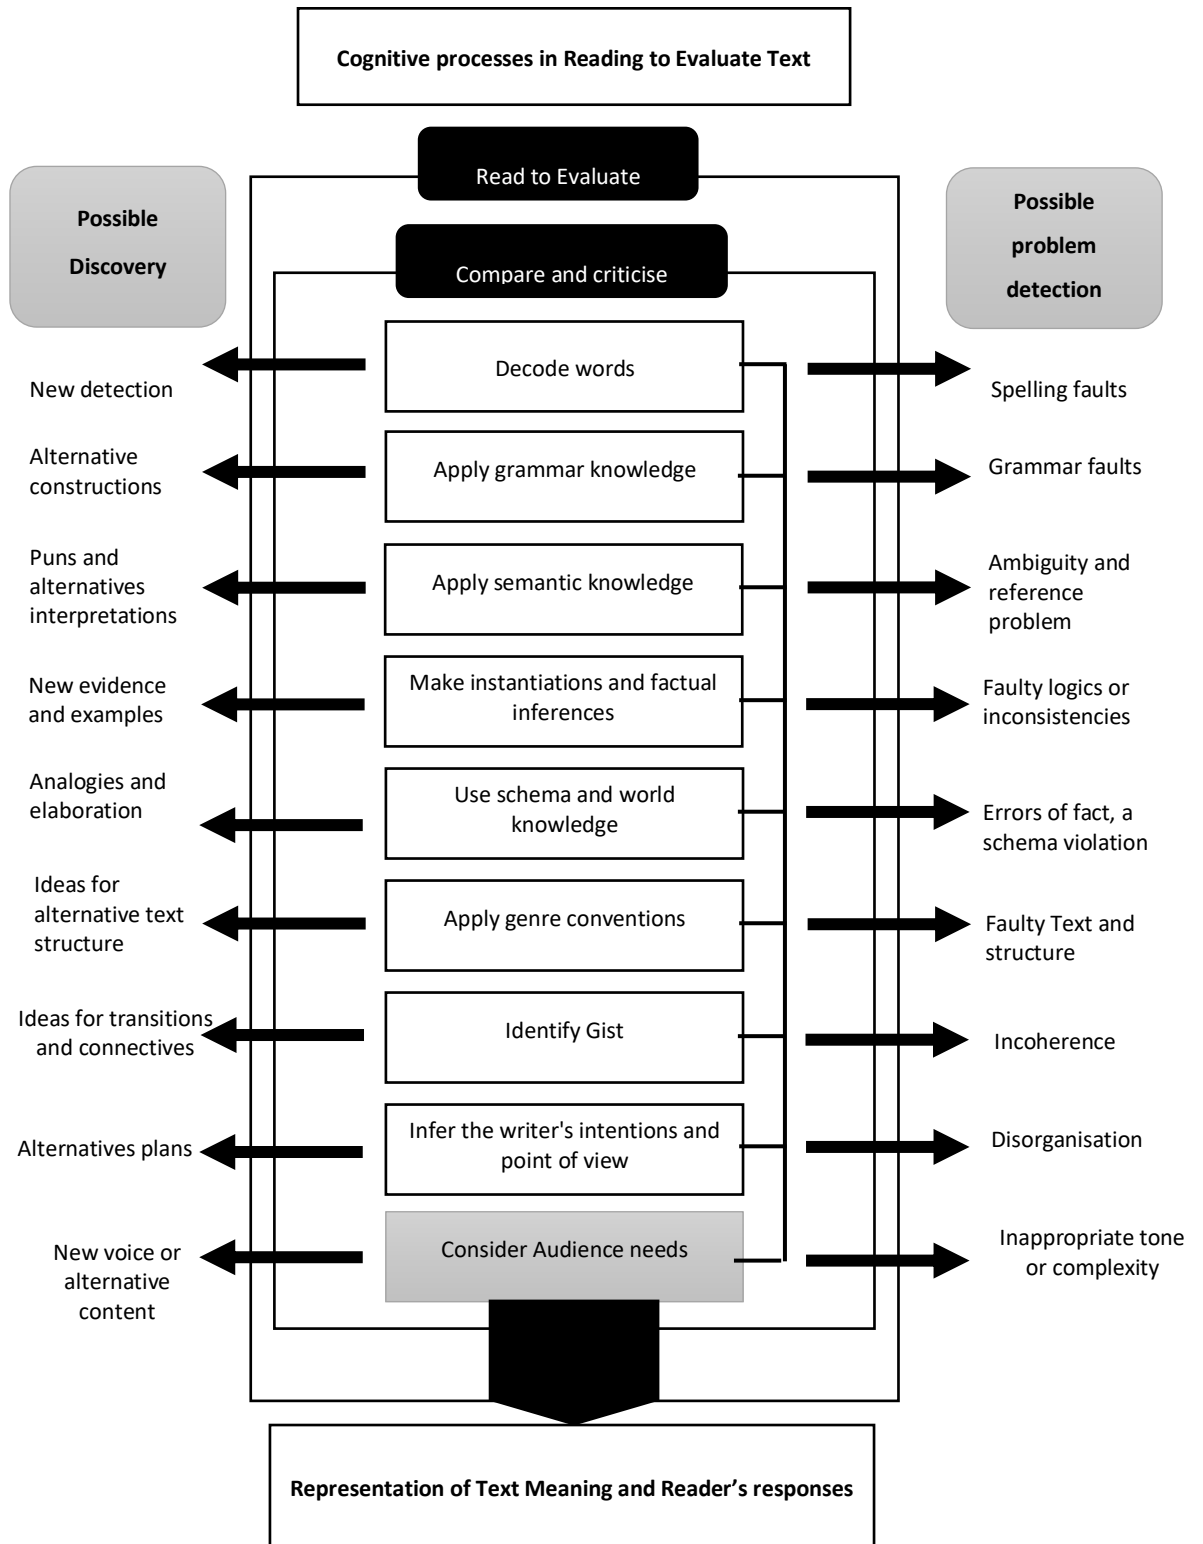 Cognitive processes in Reading to Evaluate Text
Read to Evaluate
Possible
Discovery
Possible
problem
detection
Compare and criticise
Decode words
New detection
Spelling faults
Alternative
constructions
Apply grammar knowledge
Grammar faults
Puns and
alternatives
interpretations
Apply semantic knowledge
Ambiguity and
reference
problem
New evidence
and examples
Make instantiations and factual
inferences
Faulty logics or
inconsistencies
Analogies and
elaboration
Use schema and world
knowledge
Errors of fact, a
schema violation
Ideas for
alternative text
structure
Apply genre conventions
Faulty Text and
structure
Ideas for transitions
and connectives
Identify Gist
Incoherence
Alternatives plans
Infer the writer's intentions and
point of view
Disorganisation
New voice or
alternative
content
Consider Audience needs
Inappropriate tone
or complexity
Representation of Text Meaning and Reader’s responses